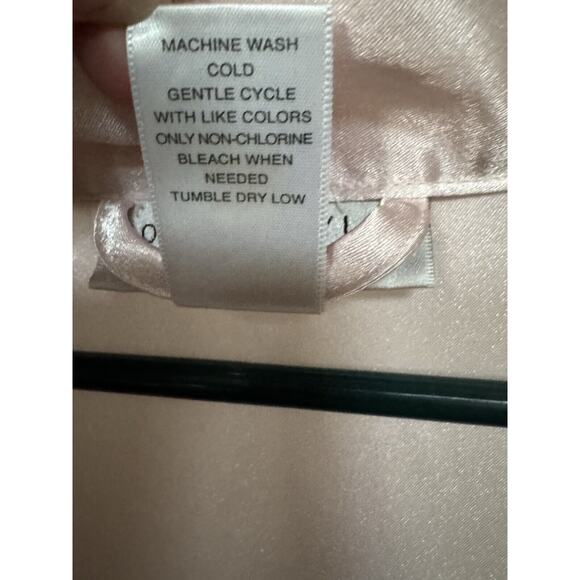 MACHINE WASH
COLD
GENTLE CYCLE
WITH LIKE COLORS
ONLY NON-CHLORINE
BLEACH WHEN
NEEDED
TUMBLE DRY LOW